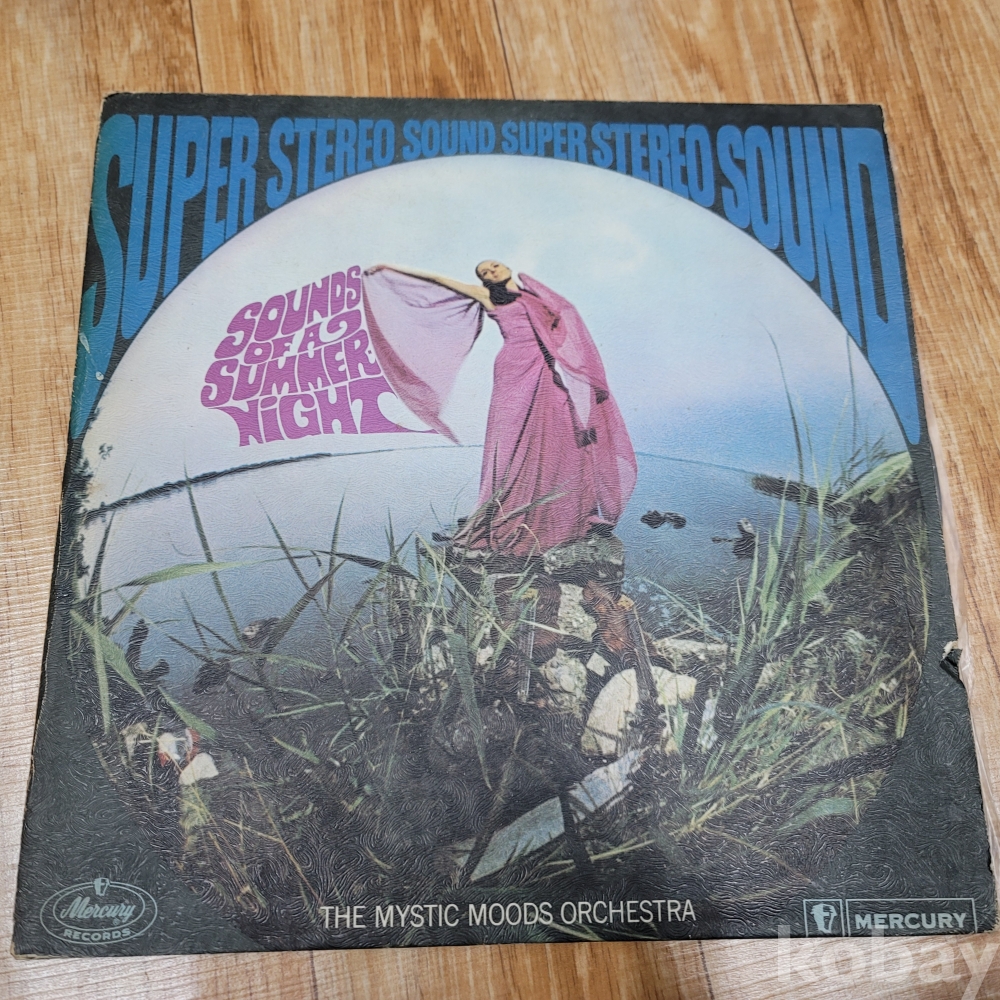 SUPER STEREO SOUND SUPER STEREO SOUND
SOUNDS
OF A
SUMMER
NIGHT
Mercury
RECORDS
THE MYSTIC MOODS ORCHESTRA
MERCURY
kobay